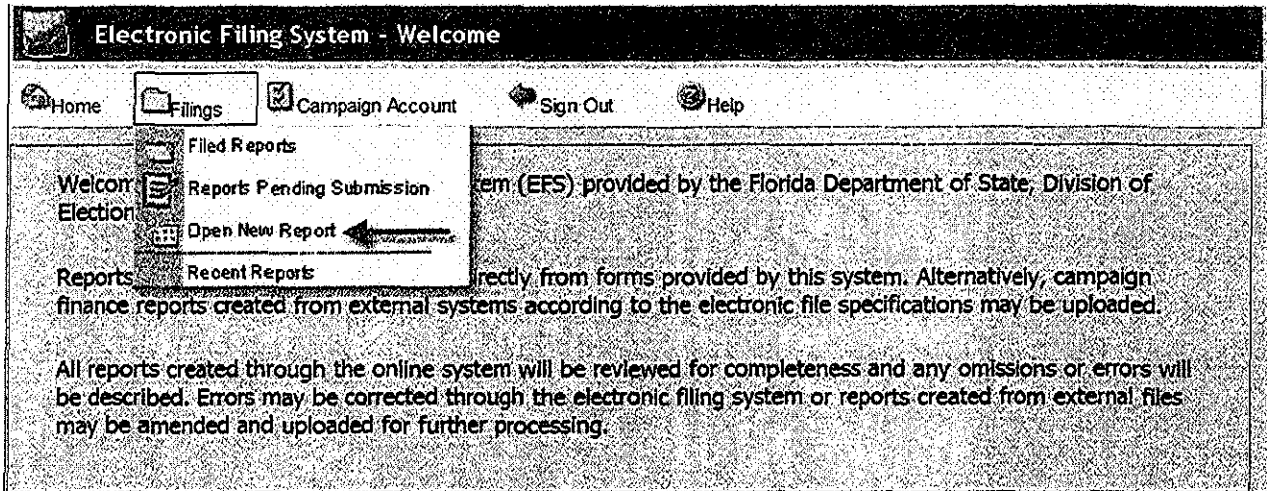 Electronic Filing System - Welcome
Home Filings Campaign Account Sign Out Help
Filed Reports
Reports Pending Submission
Open New Report
Recent Reports
Welcom tem (EFS) provided by the Florida Department of State, Division of
Election
Reports rectly from forms provided by this system. Alternatively, campaign
finance reports created from external systems according to the electronic file specifications may be uploaded.
All reports created through the online system will be reviewed for completeness and any omissions or errors will
be described. Errors may be corrected through the electronic filing system or reports created from external files
may be amended and uploaded for further processing.